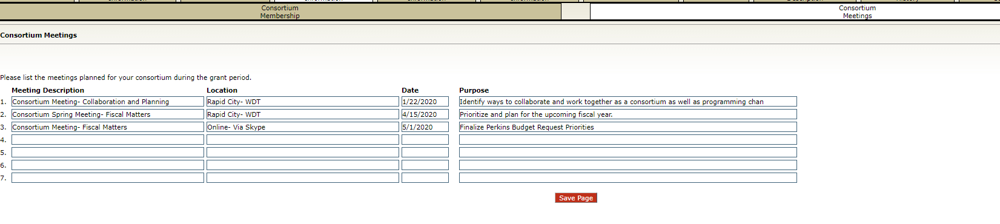 Consortium
Membership
Consortium
Meetings
Consortium Meetings
Please list the meetings planned for your consortium during the grant period.
Meeting Description Location Date Purpose
1. Consortium Meeting- Collaboration and Planning Rapid City- WDT 1/22/2020 Identify ways to collaborate and work together as a consortium as well as programming chan
2. Consortium Spring Meeting- Fiscal Matters Rapid City- WDT 4/15/2020 Prioritize and plan for the upcoming fiscal year.
3. Consortium Meeting- Fiscal Matters Online- Via Skype 5/1/2020 Finalize Perkins Budget Request Priorities
4.
5.
6.
7.
Save Page